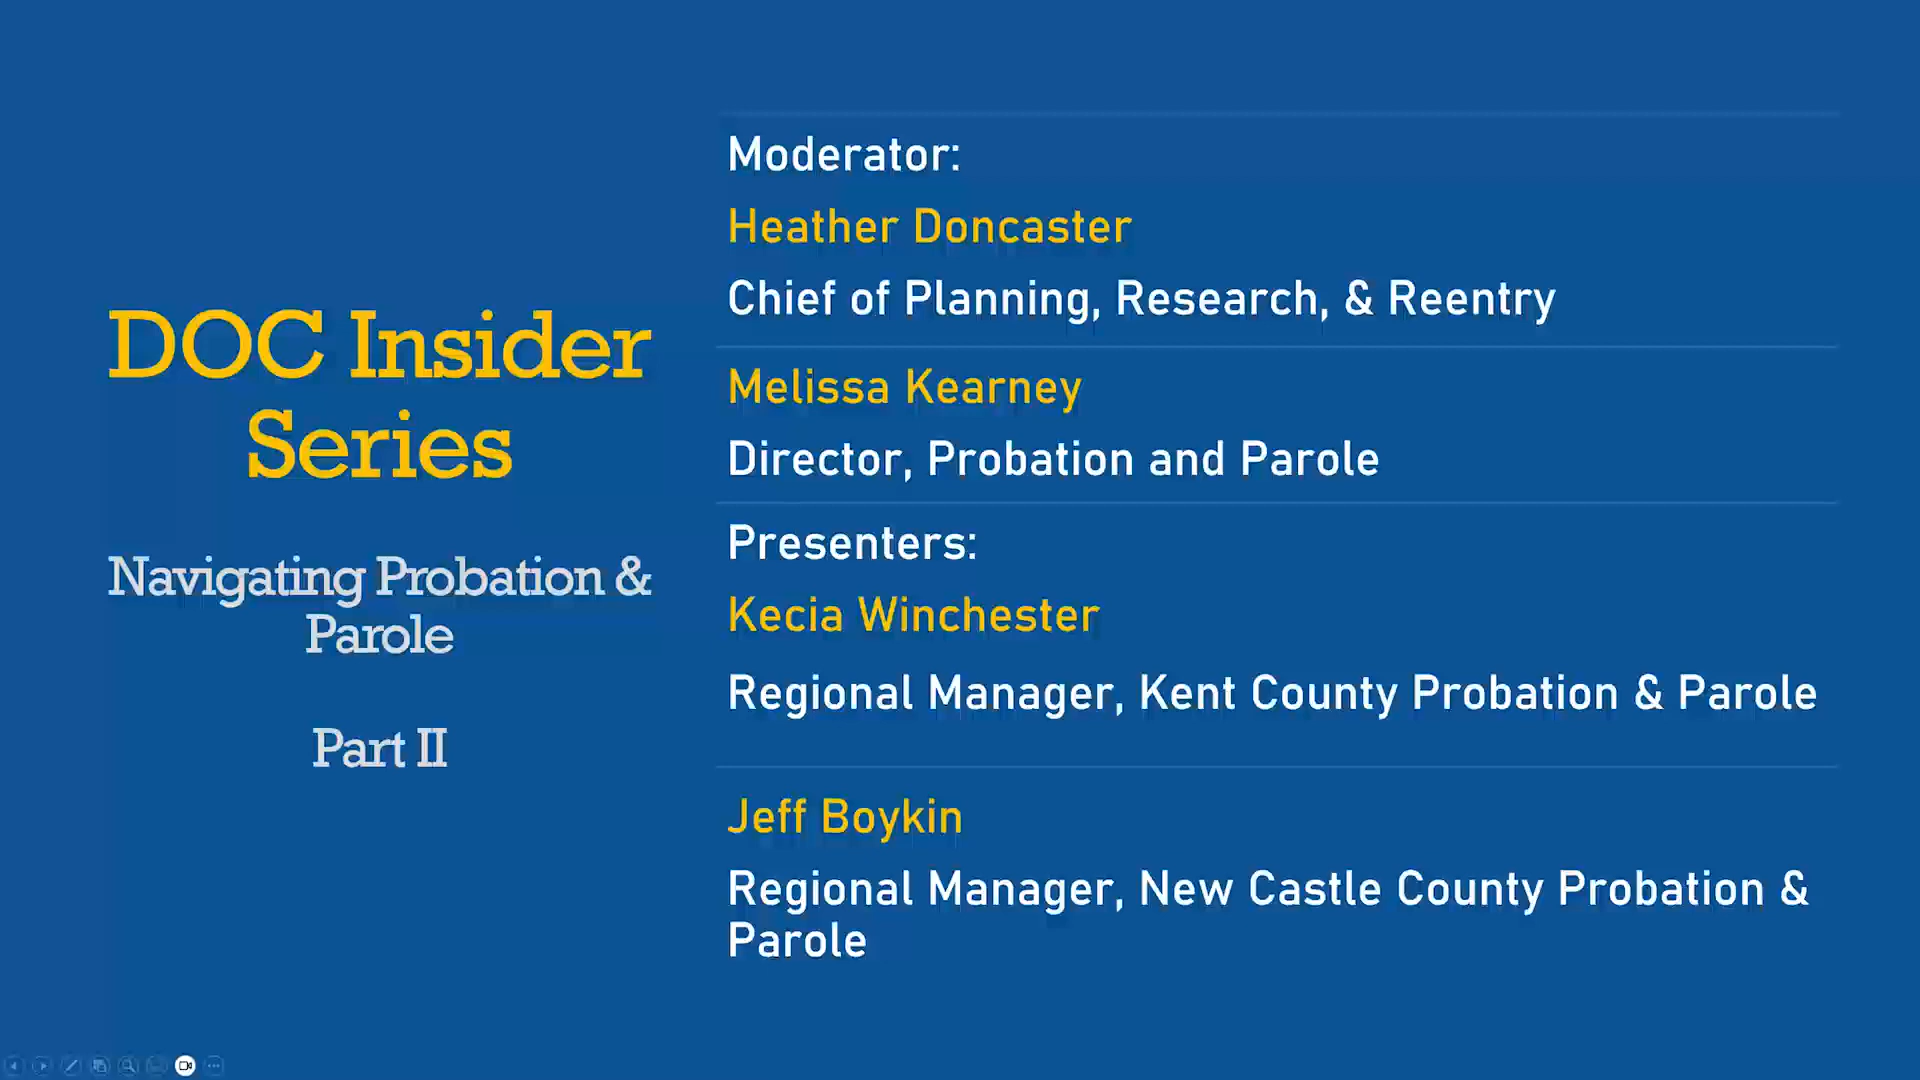 DOC Insider
Series
Navigating Probation &
Parole
Part II
Moderator:
Heather Doncaster
Chief of Planning, Research, & Reentry
Melissa Kearney
Director, Probation and Parole
Presenters:
Kecia Winchester
Regional Manager, Kent County Probation & Parole
Jeff Boykin
Regional Manager, New Castle County Probation &
Parole